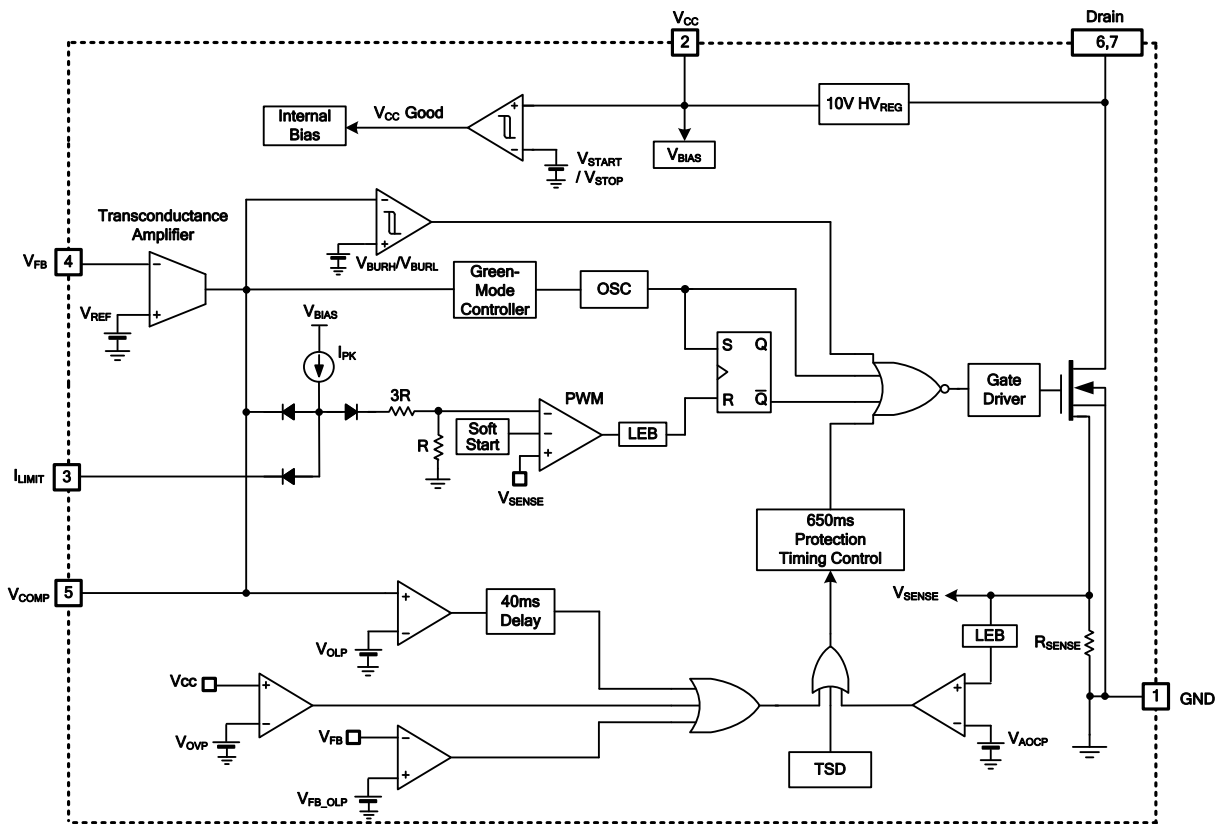 VCC
Drain
2
6,7
10V HVREG
Internal
Bias
VCC Good
VSTART
/ VSTOP
VBIAS
Transconductance
Amplifier
VFB
4
VREF
VBURH/VBURL
Green-
Mode
Controller
OSC
VBIAS
IPK
S Q
R Q
3R
R
Soft
Start
PWM
LEB
VSENSE
Gate
Driver
ILIMIT
3
650ms
Protection
Timing Control
VCOMP
5
40ms
Delay
VOLP
VSENSE
LEB
RSENSE
Vcc
VOVP
VFB
VFB_OLP
TSD
VAOCP
1
GND
+
−
−
+
−
+
−
−
+
+
−
+
−
−
+
+
−